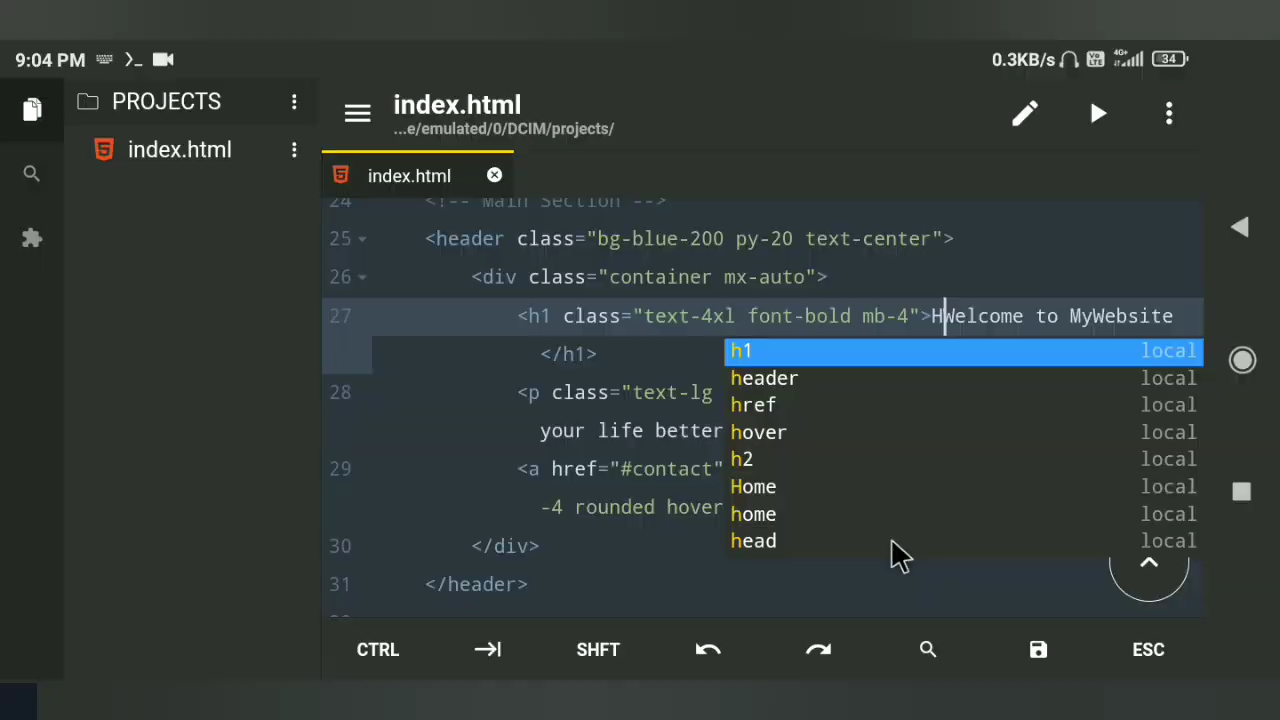 9:04 PM
0.3KB/s
Vo LTE
4G+
34
PROJECTS
index.html
index.html
...e/emulated/0/DCIM/projects/
index.html
24 <!-- Main Section -->
25 <header class="bg-blue-200 py-20 text-center">
26 <div class="container mx-auto">
27 <h1 class="text-4xl font-bold mb-4">HWelcome to MyWebsite
</h1>
28 <p class="text-lg
your life better
29 <a href="#contact"
-4 rounded hover
30 </div>
31 </header>
h1 local
header local
href local
hover local
h2 local
Home local
home local
head local
CTRL SHFT ESC